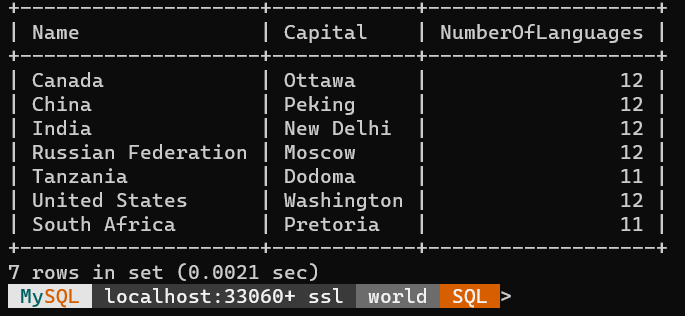 +--------------------+------------+-------------------+
| Name               | Capital    | NumberOfLanguages |
+--------------------+------------+-------------------+
| Canada             | Ottawa     |                12 |
| China              | Peking     |                12 |
| India              | New Delhi  |                12 |
| Russian Federation | Moscow     |                12 |
| Tanzania           | Dodoma     |                11 |
| United States      | Washington |                12 |
| South Africa       | Pretoria   |                11 |
+--------------------+------------+-------------------+
7 rows in set (0.0021 sec)
MySQL localhost:33060+ ssl world SQL>